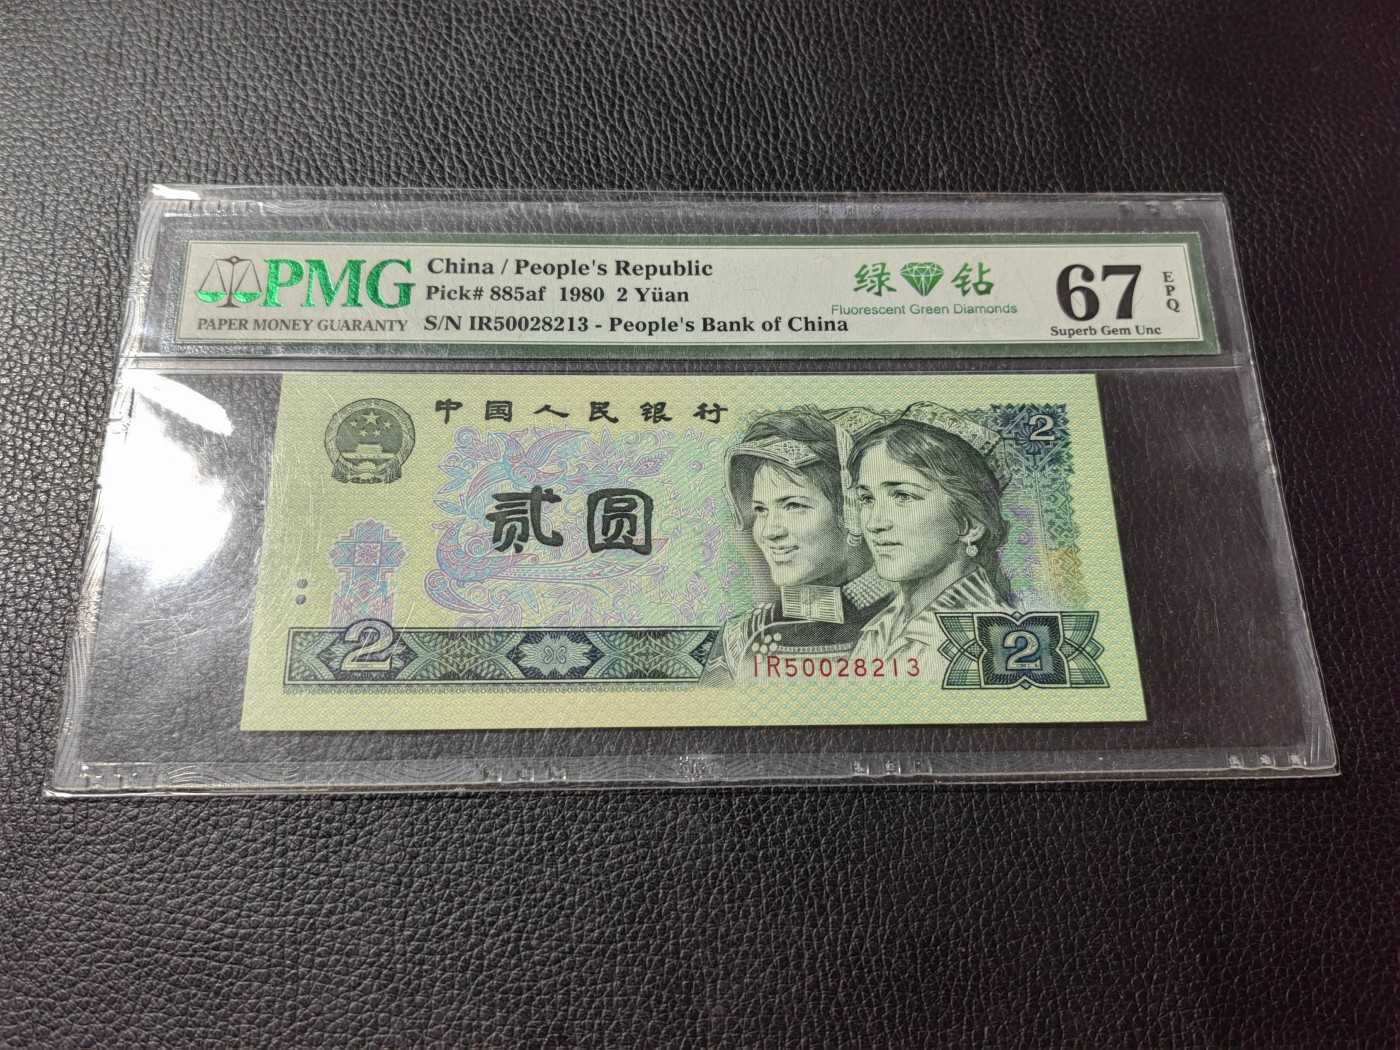 PMG
PAPER MONEY GUARANTY
China / People's Republic
Pick# 885af 1980 2 Yüan
S/N IR50028213 - People's Bank of China
绿 钻
Fluorescent Green Diamonds
67
EPQ
Superb Gem Unc
中国人民银行
2
贰圆
2
IR50028213
2